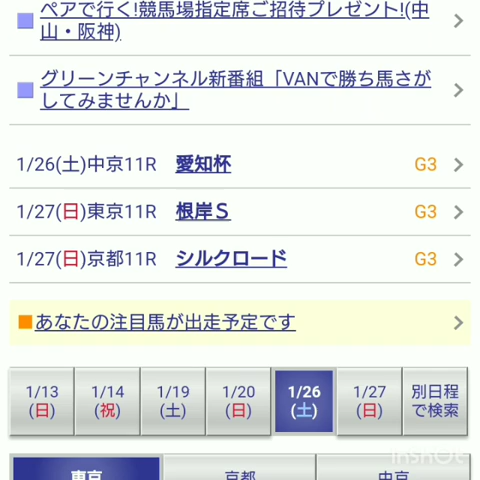 ペアで行く!競馬場指定席ご招待プレゼント!(中
山・阪神)
グリーンチャンネル新番組「VANで勝ち馬さが
してみませんか」
1/26(土)中京11R 愛知杯 G3
1/27(日)東京11R 根岸S G3
1/27(日)京都11R シルクロード G3
あなたの注目馬が出走予定です
1/13 1/14 1/19 1/20 1/26 1/27 別日程
(日) (祝) (土) (日) (土) (日) で検索
InShOt
東京 京都 中京